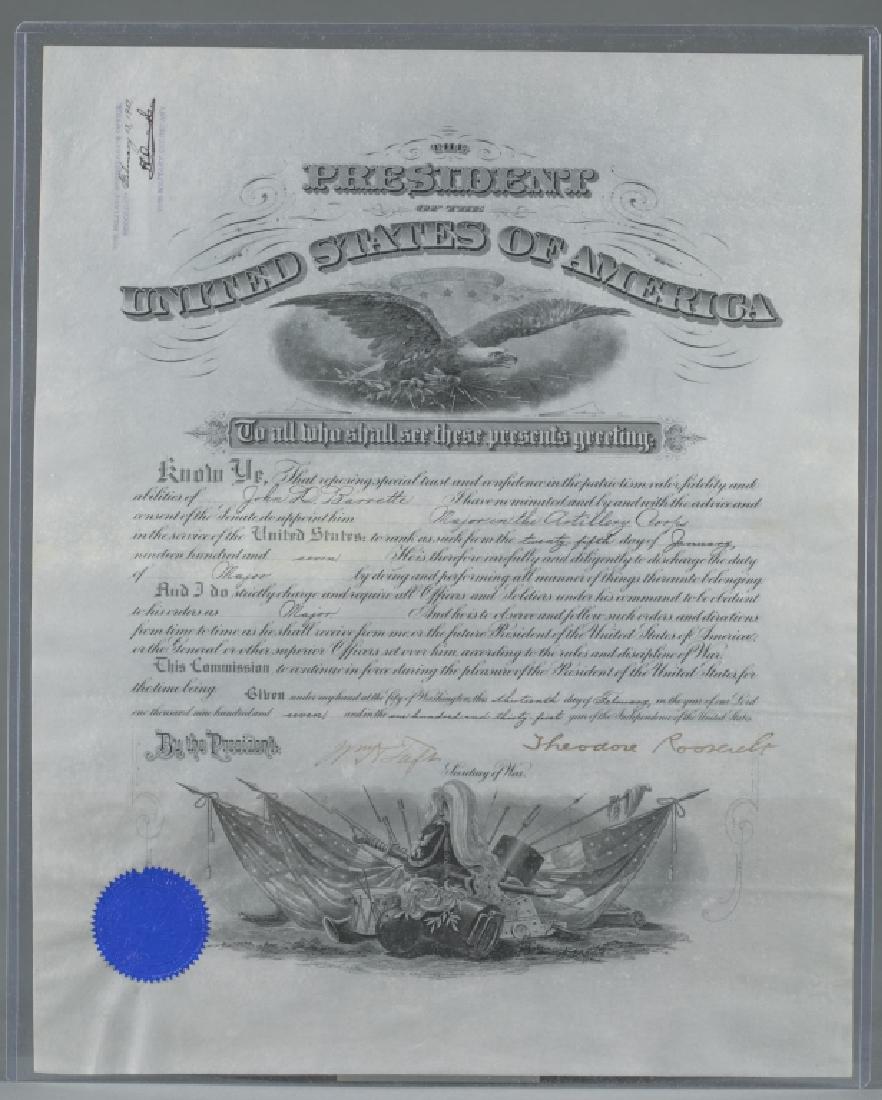 THE
PRESIDENT
OF THE
UNITED STATES OF AMERICA
To all who shall see these presents greeting:
Know Ye, That reposing special trust and confidence in the patriotism valor, fidelity and
abilities of John D. Barrette I have nominated and by and with the advice and
consent of the Senate do appoint him Major in the Artillery Corps
in the service of the United States: to rank as such from the twenty fifth day of January,
nineteen hundred and seven He is therefore carefully and diligently to discharge the duty
of Major by doing and performing all manner of things thereunto belonging
And I do strictly charge and require all Officers and Soldiers under his command to be obedient
to his orders as Major And he is to observe and follow such orders and directions
from time to time as he shall receive from me or the future President of the United States of America,
or the General or other superior Officers set over him according to the rules and discipline of War.
This Commission to continue in force during the pleasure of the President of the United States for
the time being.
Given under my hand at the City of Washington, this thirteenth day of February, in the year of our Lord
one thousand nine hundred and seven and in the one hundred and thirty first year of the Independence of the United States.
By the President: Wm H Taft Theodore Roosevelt
Secretary of War.